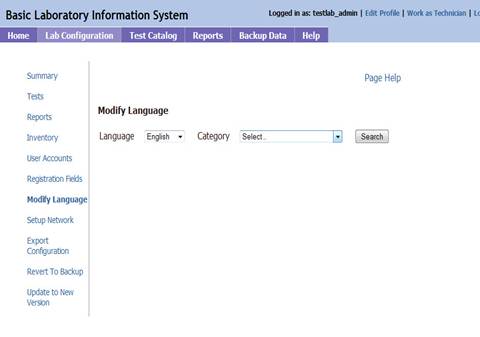 Basic Laboratory Information System
Logged in as: testlab_admin | Edit Profile | Work as Technician |
Home Lab Configuration Test Catalog Reports Backup Data Help
Summary
Page Help
Tests
Modify Language
Reports
Language English Category Select.. Search
Inventory
User Accounts
Registration Fields
Modify Language
Setup Network
Export
Configuration
Revert To Backup
Update to New
Version